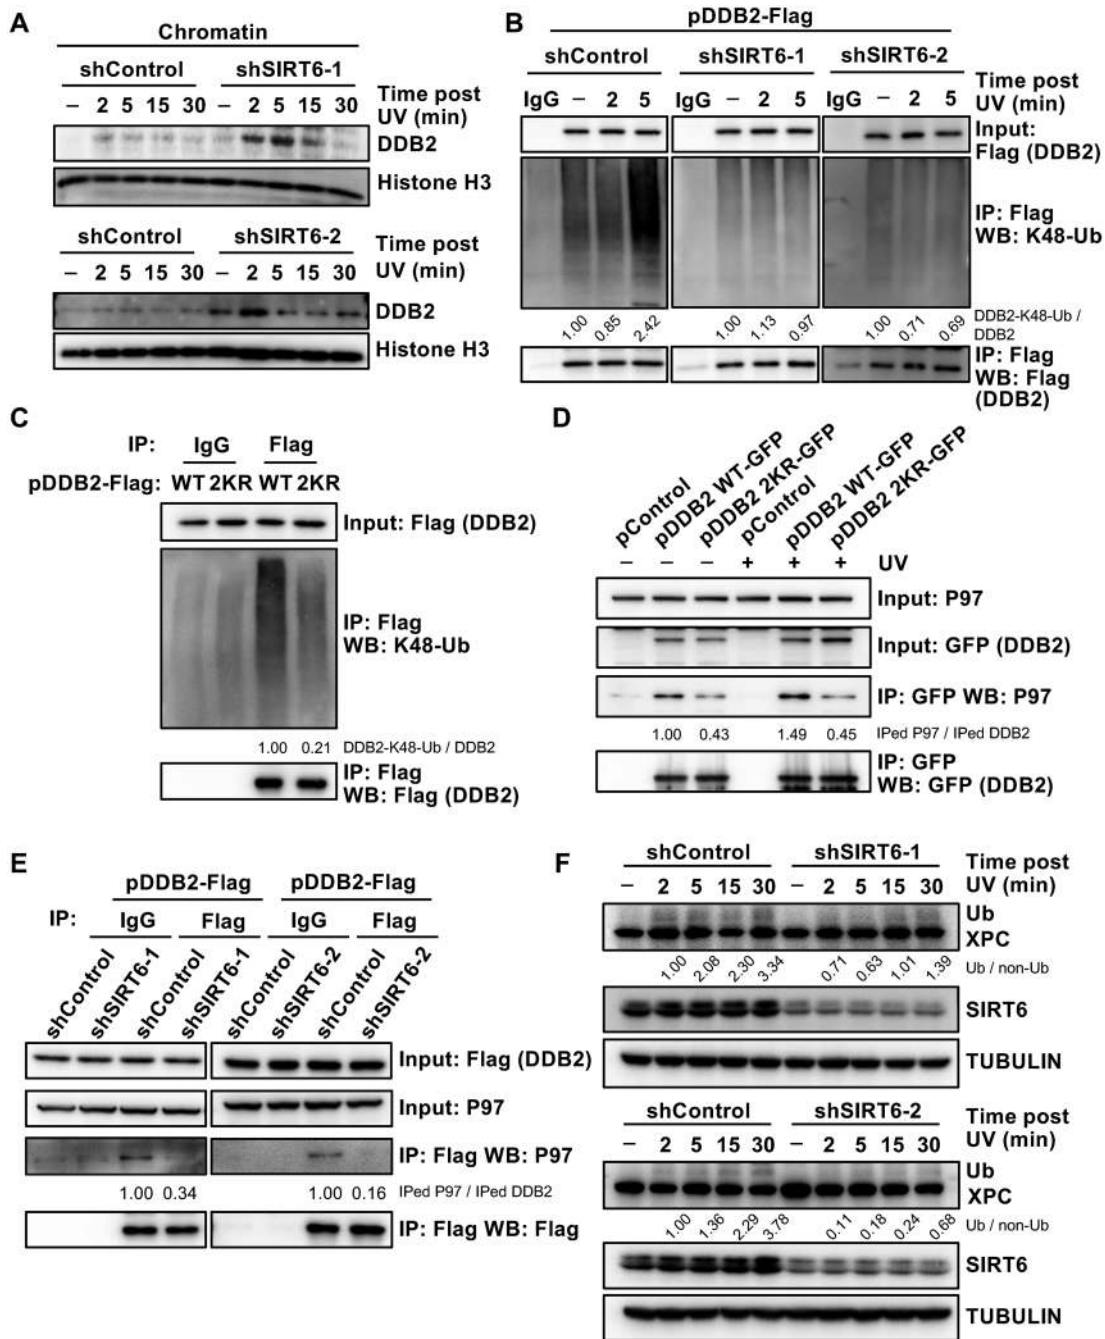 A
Chromatin
shControl shSIRT6-1
– 2 5 15 30 – 2 5 15 30 Time post
UV (min)
DDB2
Histone H3
shControl shSIRT6-2
– 2 5 15 30 – 2 5 15 30 Time post
UV (min)
DDB2
Histone H3
B
pDDB2-Flag
shControl shSIRT6-1 shSIRT6-2
IgG – 2 5 IgG – 2 5 IgG – 2 5 Time post
UV (min)
Input:
Flag (DDB2)
IP: Flag
WB: K48-Ub
1.00 0.85 2.42 1.00 1.13 0.97 1.00 0.71 0.69 DDB2-K48-Ub /
DDB2
IP: Flag
WB: Flag
(DDB2)
C
IP: IgG Flag
pDDB2-Flag: WT 2KR WT 2KR
Input: Flag (DDB2)
IP: Flag
WB: K48-Ub
1.00 0.21 DDB2-K48-Ub / DDB2
IP: Flag
WB: Flag (DDB2)
D
pControl pDDB2 WT-GFP pDDB2 2KR-GFP pControl pDDB2 WT-GFP pDDB2 2KR-GFP
– – – + + + UV
Input: P97
Input: GFP (DDB2)
IP: GFP WB: P97
1.00 0.43 1.49 0.45 IPed P97 / IPed DDB2
IP: GFP
WB: GFP (DDB2)
E
pDDB2-Flag pDDB2-Flag
IP: IgG Flag IgG Flag
shControl shSIRT6-1 shControl shSIRT6-1 shControl shSIRT6-2 shControl shSIRT6-2
Input: Flag (DDB2)
Input: P97
IP: Flag WB: P97
1.00 0.34 1.00 0.16 IPed P97 / IPed DDB2
IP: Flag WB: Flag
F
shControl shSIRT6-1 Time post
– 2 5 15 30 – 2 5 15 30 UV (min)
Ub
XPC
1.00 2.08 2.30 3.34 0.71 0.63 1.01 1.39 Ub / non-Ub
SIRT6
TUBULIN
shControl shSIRT6-2 Time post
– 2 5 15 30 – 2 5 15 30 UV (min)
Ub
XPC
1.00 1.36 2.29 3.78 0.11 0.18 0.24 0.68 Ub / non-Ub
SIRT6
TUBULIN